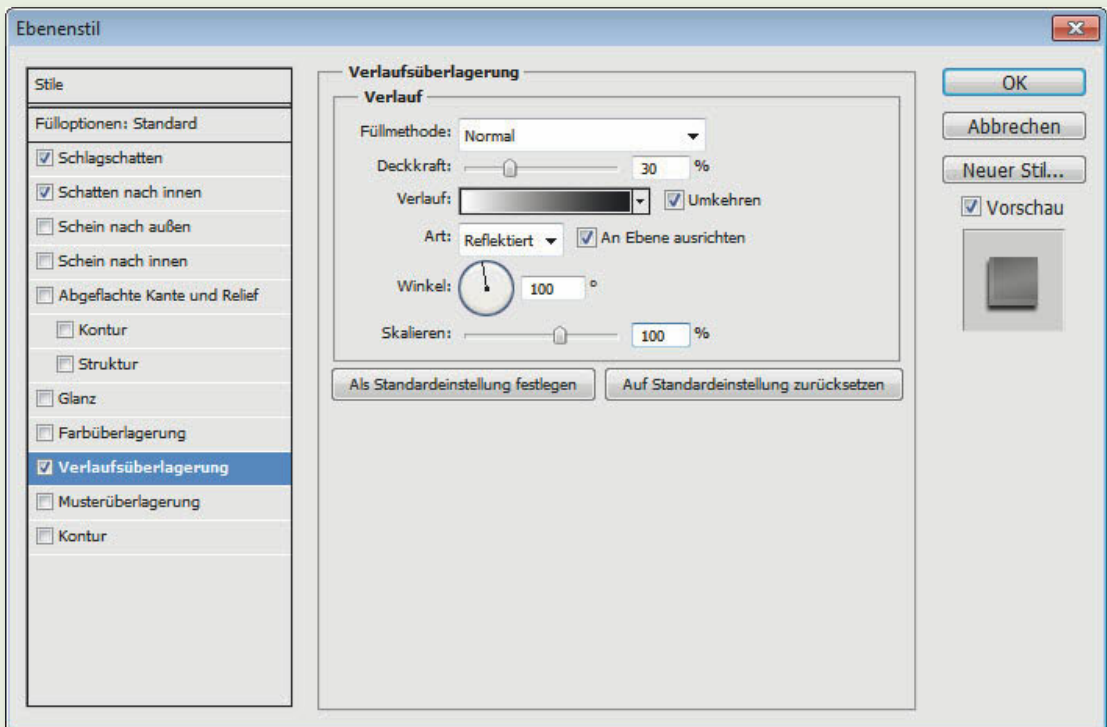 Ebenenstil
Stile
Fülloptionen: Standard
Schlagschatten
Schatten nach innen
Schein nach außen
Schein nach innen
Abgeflachte Kante und Relief
Kontur
Struktur
Glanz
Farbüberlagerung
Verlaufsüberlagerung
Musterüberlagerung
Kontur
Verlaufsüberlagerung
Verlauf
Füllmethode: Normal
Deckkraft: 30 %
Verlauf: Umkehren
Art: Reflektiert An Ebene ausrichten
Winkel: 100 °
Skalieren: 100 %
Als Standardeinstellung festlegen Auf Standardeinstellung zurücksetzen
OK
Abbrechen
Neuer Stil...
Vorschau